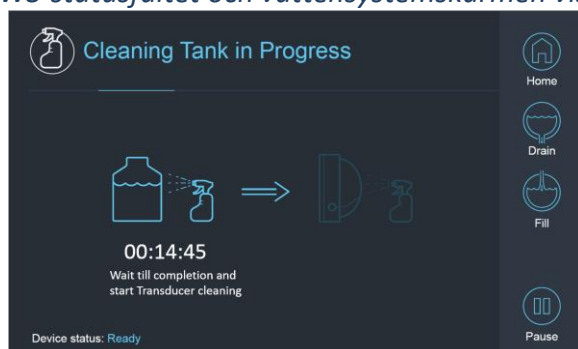 Cleaning Tank in Progress
Home
Drain
Fill
00:14:45
Wait till completion and
start Transducer cleaning
Device status: Ready
Pause